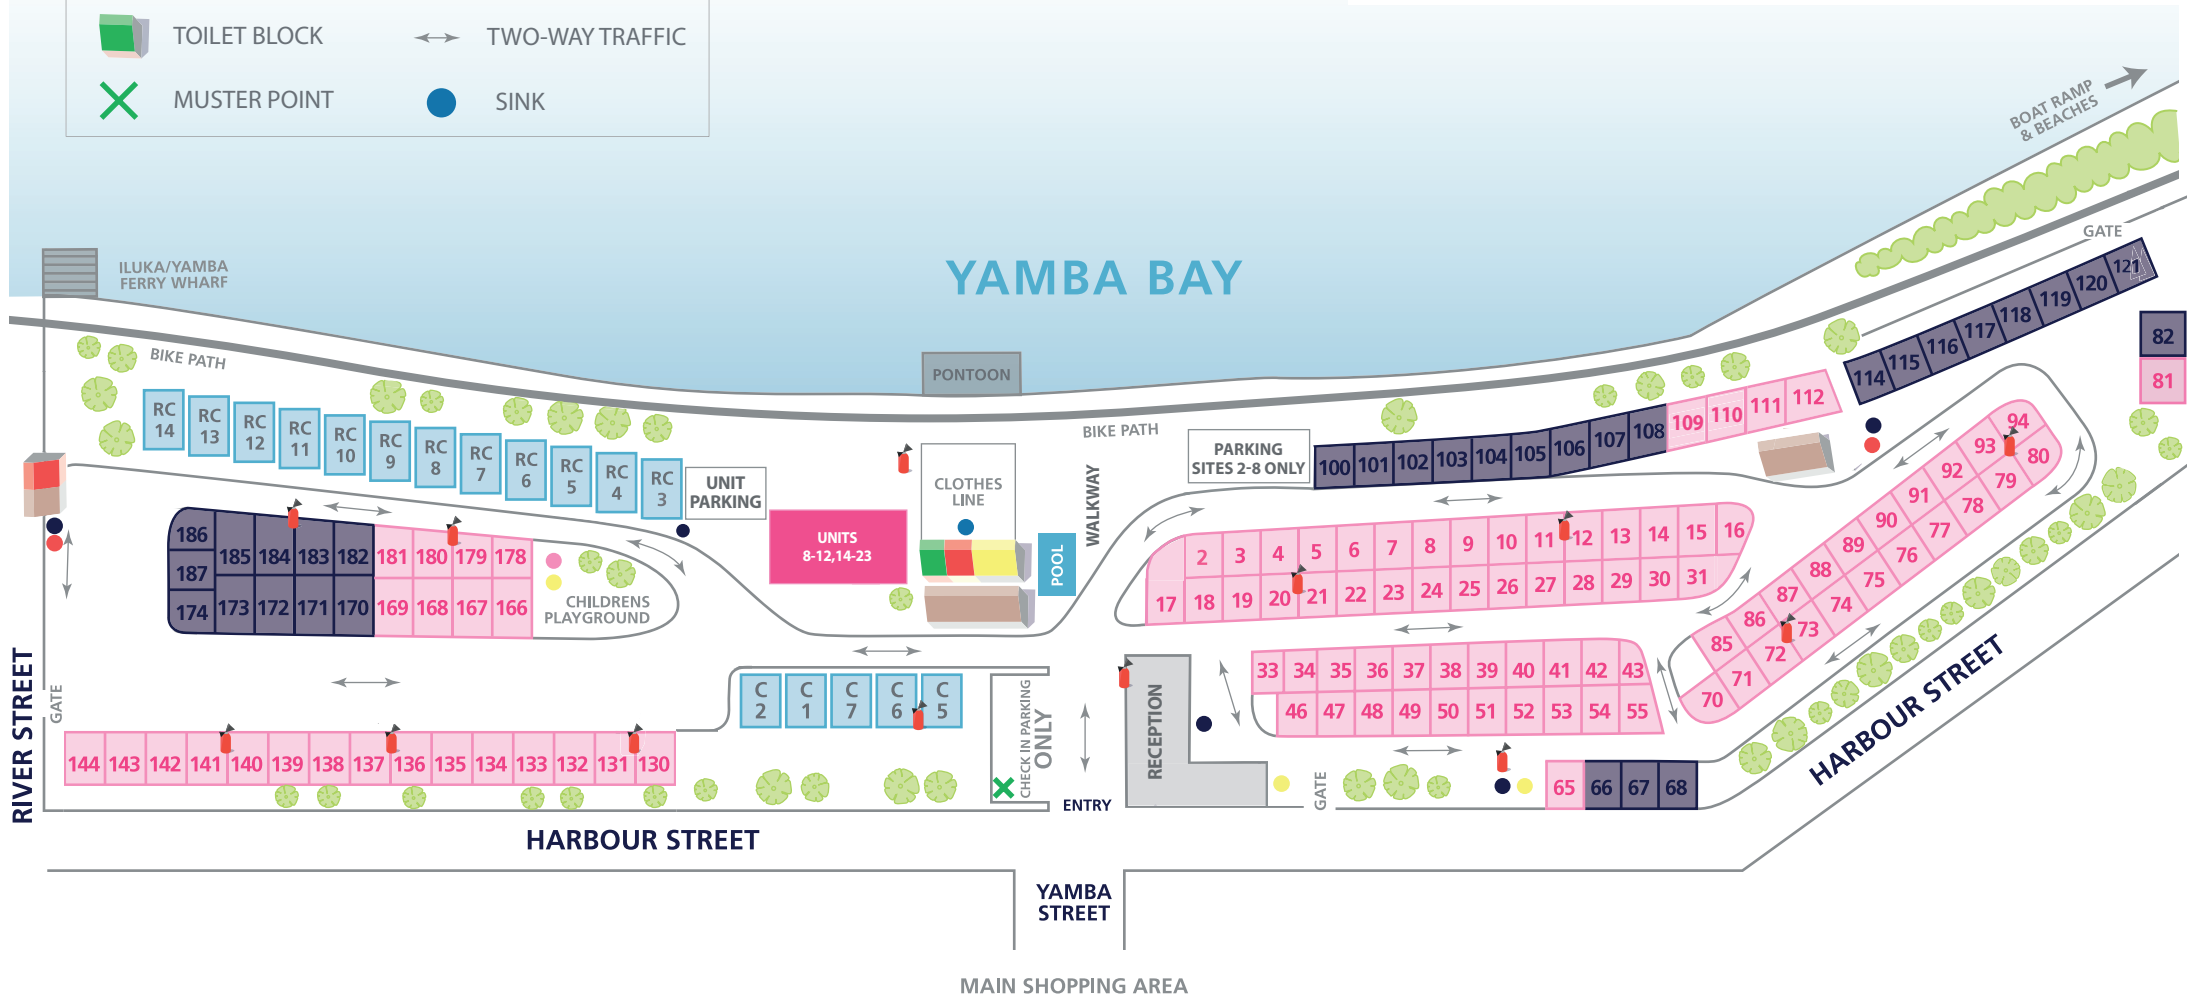 TOILET BLOCK
TWO-WAY TRAFFIC
MUSTER POINT
SINK
BOAT RAMP
& BEACHES
GATE
YAMBA BAY
ILUKA/YAMBA
FERRY WHARF
BIKE PATH
PONTOON
BIKE PATH
114 115 116 117 118 119 120 121
82
81
RC 14
RC 13
RC 12
RC 11
RC 10
RC 9
RC 8
RC 7
RC 6
RC 5
RC 4
RC 3
UNIT
PARKING
CLOTHES
LINE
WALKWAY
PARKING
SITES 2-8 ONLY
100 101 102 103 104 105 106 107 108 109 110 111 112
UNITS
8-12,14-23
POOL
186 185 184 183 182 181 180 179 178
187
174 173 172 171 170 169 168 167 166
CHILDRENS
PLAYGROUND
2 3 4 5 6 7 8 9 10 11 12 13 14 15 16
17 18 19 20 21 22 23 24 25 26 27 28 29 30 31
33 34 35 36 37 38 39 40 41 42 43
46 47 48 49 50 51 52 53 54 55
85 86 87 88 89 90 91 92 93 94
70 71 72 73 74 75 76 77 78 79 80
C 2
C 1
C 7
C 6
C 5
CHECK IN PARKING
ONLY
RECEPTION
GATE
65 66 67 68
RIVER STREET
GATE
144 143 142 141 140 139 138 137 136 135 134 133 132 131 130
ENTRY
HARBOUR STREET
HARBOUR STREET
YAMBA
STREET
MAIN SHOPPING AREA